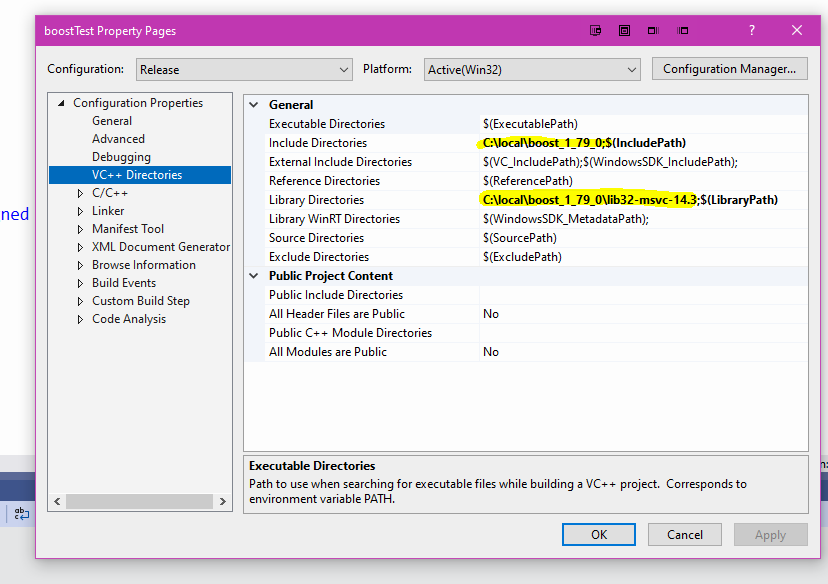 boostTest Property Pages
?
Configuration: Release Platform: Active(Win32) Configuration Manager...
Configuration Properties
General
Advanced
Debugging
VC++ Directories
C/C++
Linker
Manifest Tool
XML Document Generator
Browse Information
Build Events
Custom Build Step
Code Analysis
General
Executable Directories $(ExecutablePath)
Include Directories C:\local\boost_1_79_0;$(IncludePath)
External Include Directories $(VC_IncludePath);$(WindowsSDK_IncludePath);
Reference Directories $(ReferencePath)
Library Directories C:\local\boost_1_79_0\lib32-msvc-14.3;$(LibraryPath)
Library WinRT Directories $(WindowsSDK_MetadataPath);
Source Directories $(SourcePath)
Exclude Directories $(ExcludePath)
Public Project Content
Public Include Directories
All Header Files are Public No
Public C++ Module Directories
All Modules are Public No
Executable Directories
Path to use when searching for executable files while building a VC++ project. Corresponds to
environment variable PATH.
OK Cancel Apply
ned
n:
ab